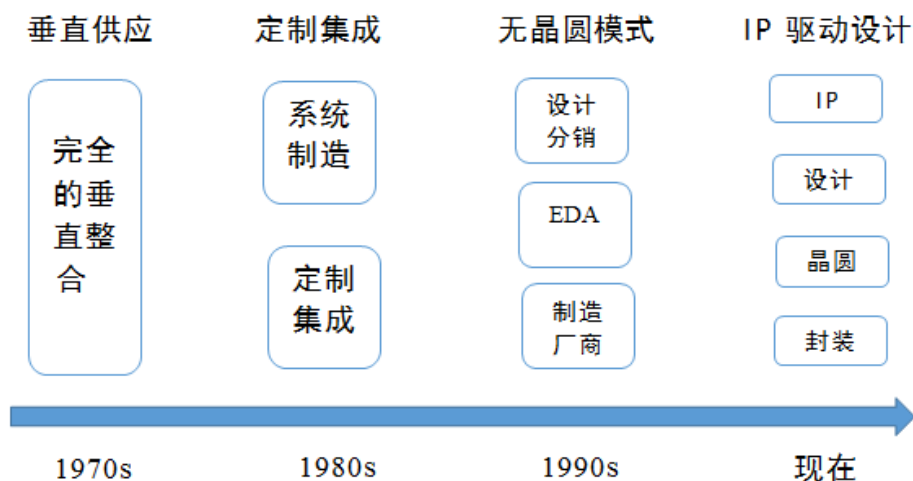 垂直供应
定制集成
无晶圆模式
IP 驱动设计
完全
的垂
直整
合
系统
制造
定制
集成
设计
分销
EDA
制造
厂商
IP
设计
晶圆
封装
1970s
1980s
1990s
现在